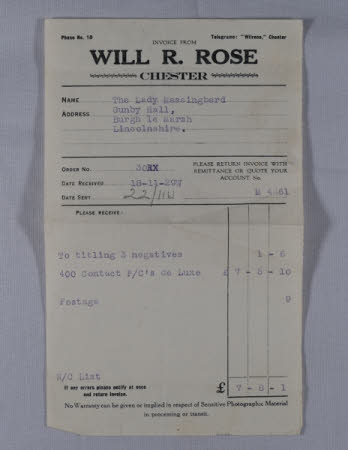 Phone No. 18 Telegrams: "Wilrose," Chester
INVOICE FROM
WILL R. ROSE
CHESTER
NAME The Lady Massingberd
ADDRESS Gunby Hall,
Burgh le Marsh
Lincolnshire.
ORDER No. 30RX
PLEASE RETURN INVOICE WITH
REMITTANCE OR QUOTE YOUR
ACCOUNT No.
DATE RECEIVED 18-11-
DATE SENT 22/
PLEASE RECEIVE:
To titling 3 negatives 1 - 6
400 Contact P/C's de Luxe £ 7 - 5 - 10
Postage 9
N/C List
If any errors please notify at once
and return invoice.
£ 7 - 8 - 1
No Warranty can be given or implied in respect of Sensitive Photographic Material
in processing or transit.